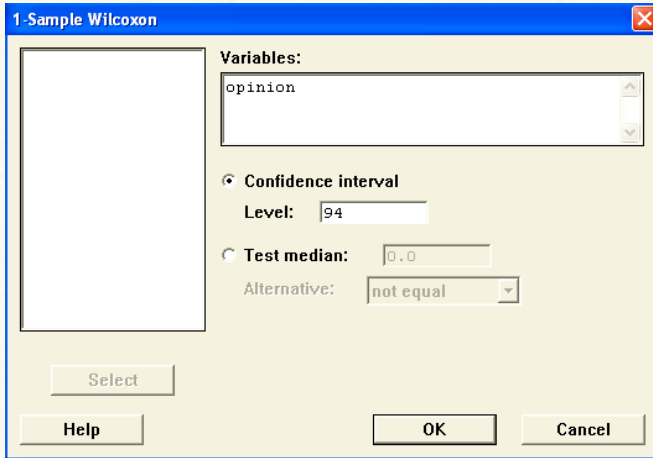 1-Sample Wilcoxon
Variables:
opinion
Confidence interval
Level: 94
Test median: 0.0
Alternative: not equal
Select
Help OK Cancel